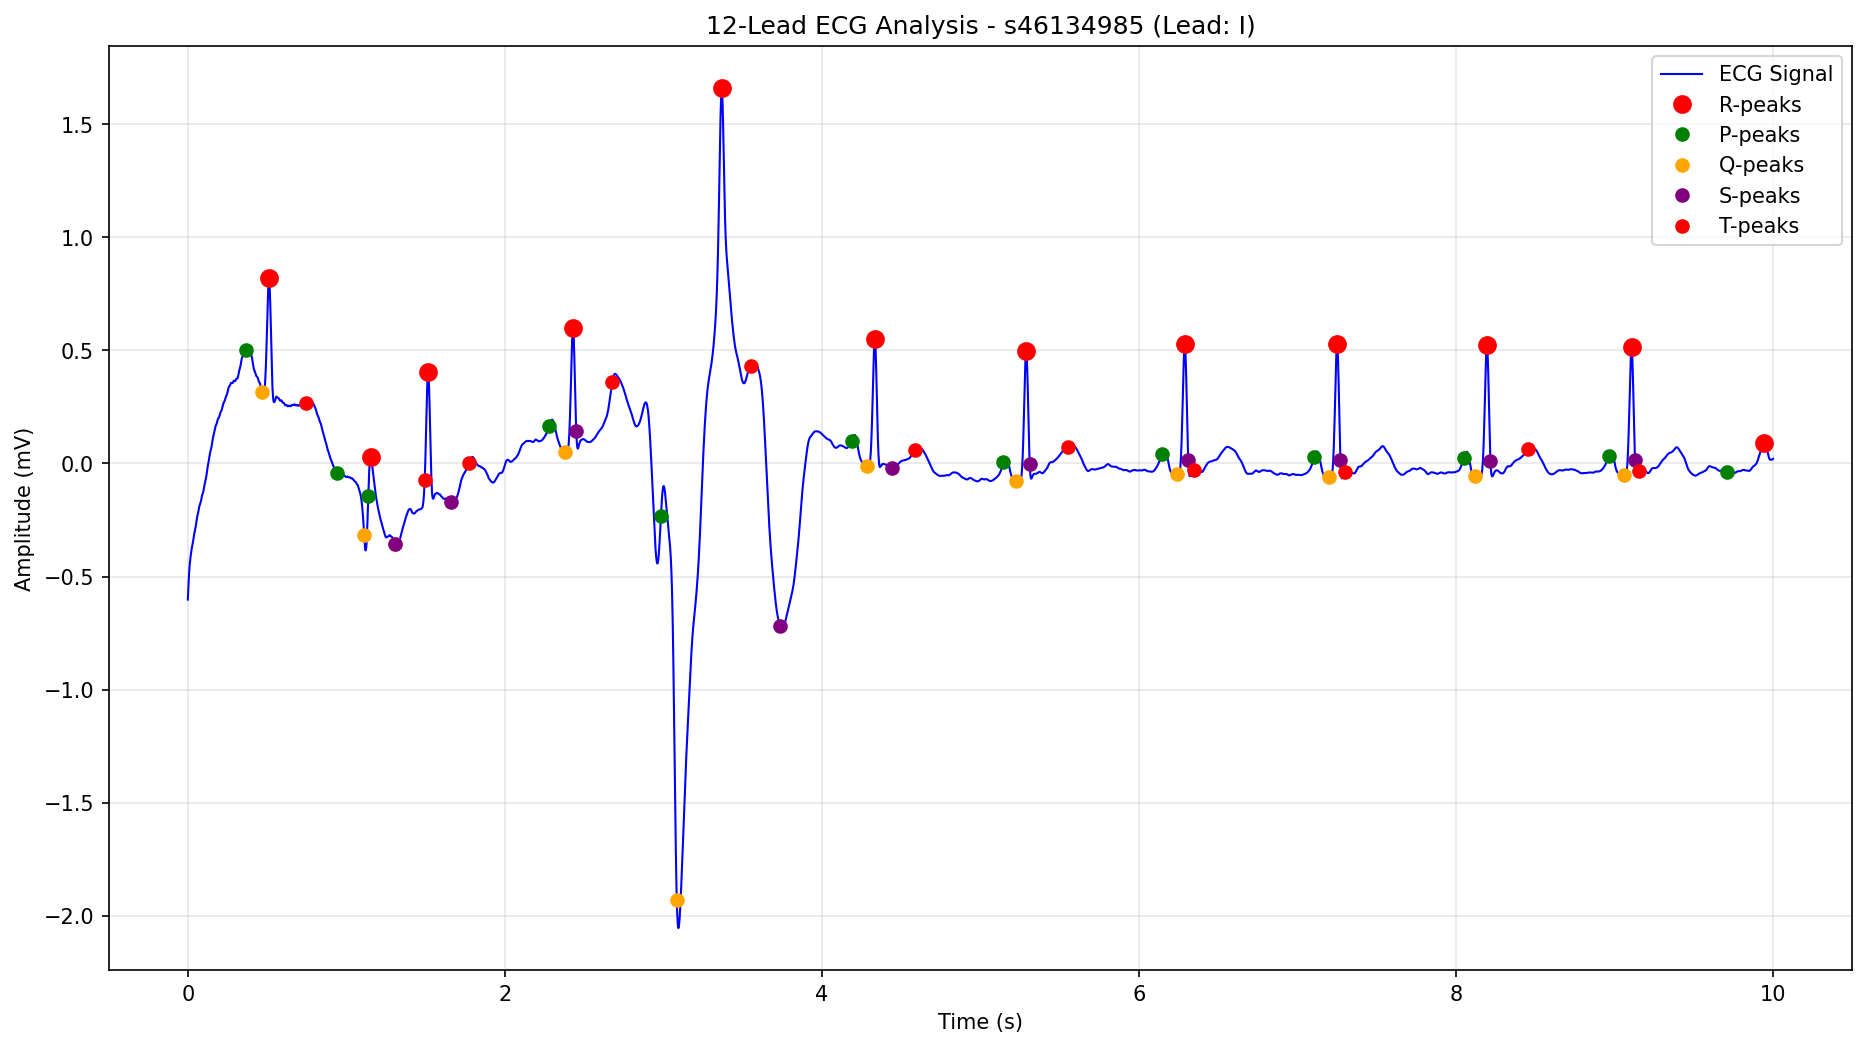 12-Lead ECG Analysis - s46134985 (Lead: I)
ECG Signal
R-peaks
P-peaks
Q-peaks
S-peaks
T-peaks
Amplitude (mV)
1.5
1.0
0.5
0.0
−0.5
−1.0
−1.5
−2.0
0 2 4 6 8 10
Time (s)